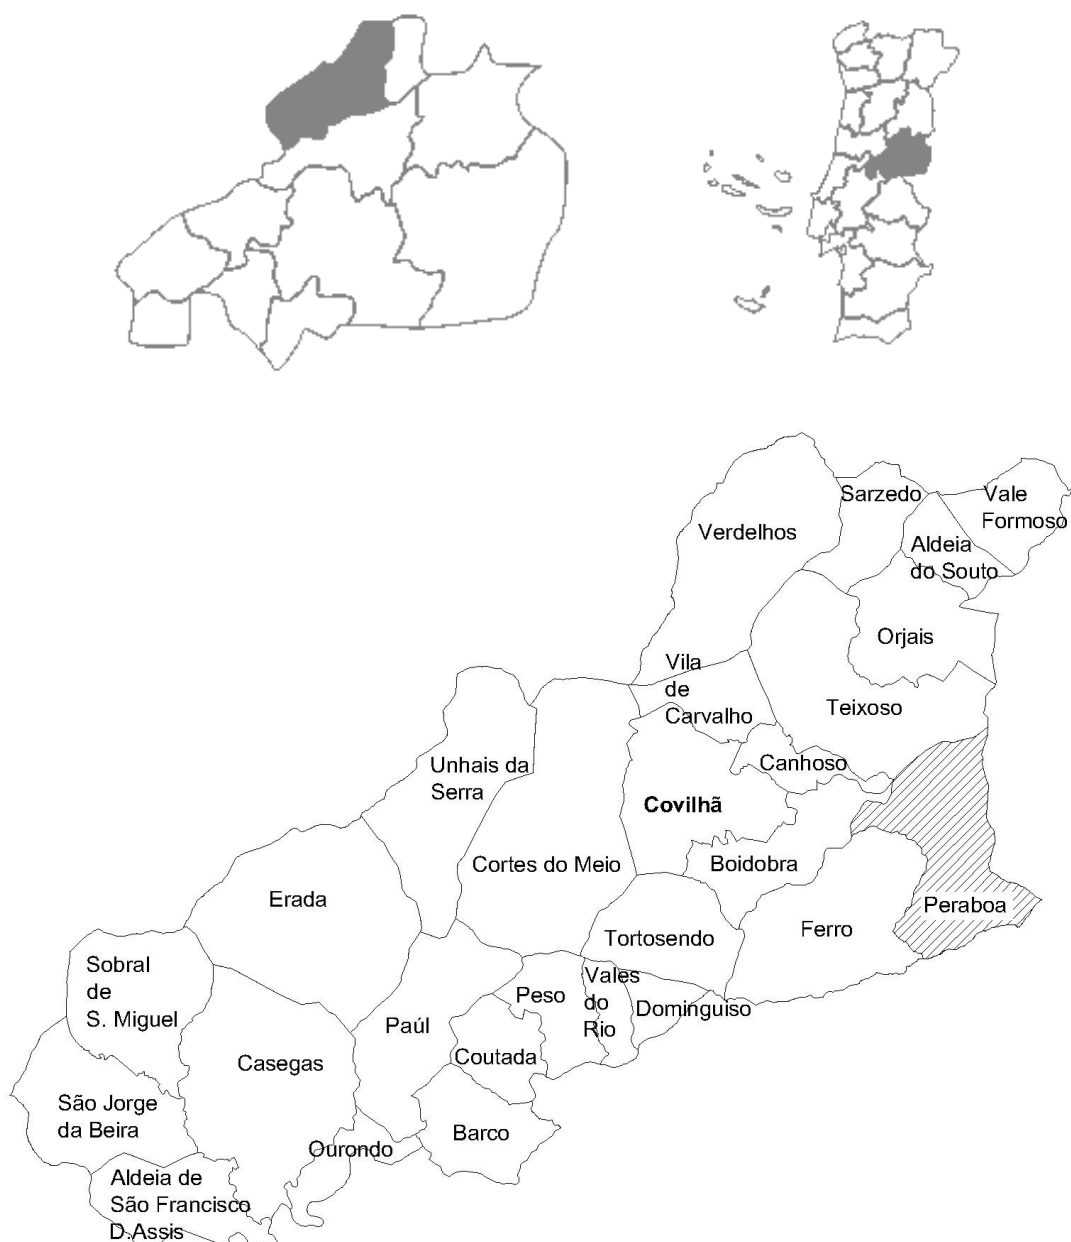 Sarzedo
Vale
Formoso
Verdelhos
Aldeia
do Souto
Orjais
Vila
de
Carvalho
Teixoso
Unhais da
Serra
Canhoso
Covilhã
Cortes do Meio
Boidobra
Erada
Peraboa
Ferro
Tortosendo
Sobral
de
S. Miguel
Vales
do
Rio
Peso
Dominguiso
Paúl
Coutada
Casegas
São Jorge
da Beira
Barco
Ourondo
Aldeia de
São Francisco
D.Assis